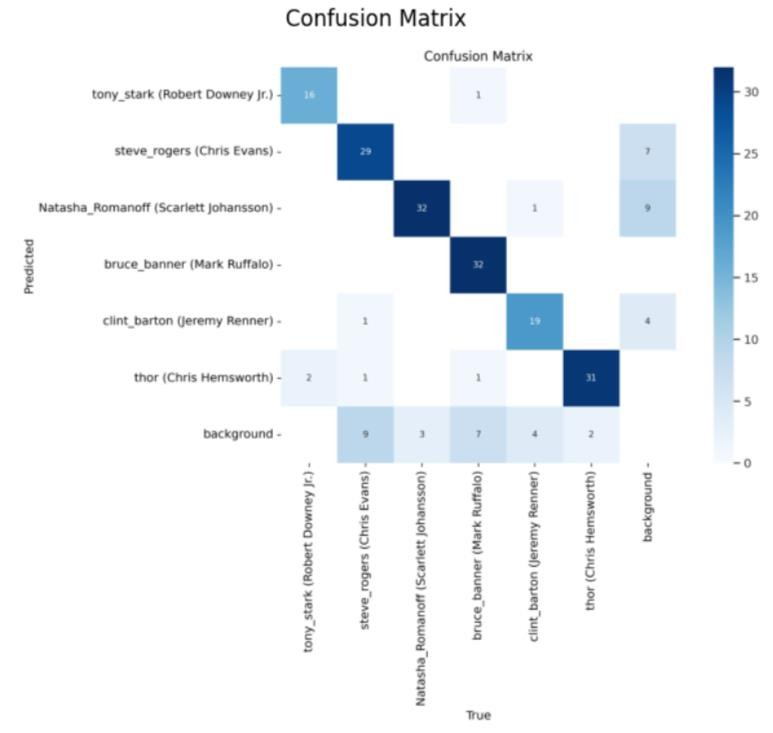 Confusion Matrix
Confusion Matrix
tony_stark (Robert Downey Jr.)
16
1
steve_rogers (Chris Evans)
29
7
Natasha_Romanoff (Scarlett Johansson)
32
1
9
bruce_banner (Mark Ruffalo)
32
clint_barton (Jeremy Renner)
1
19
4
thor (Chris Hemsworth)
2
1
1
31
background
9
3
7
4
2
Predicted
30
25
20
15
10
5
0
tony_stark (Robert Downey Jr.)
steve_rogers (Chris Evans)
Natasha_Romanoff (Scarlett Johansson)
bruce_banner (Mark Ruffalo)
clint_barton (Jeremy Renner)
thor (Chris Hemsworth)
background
True